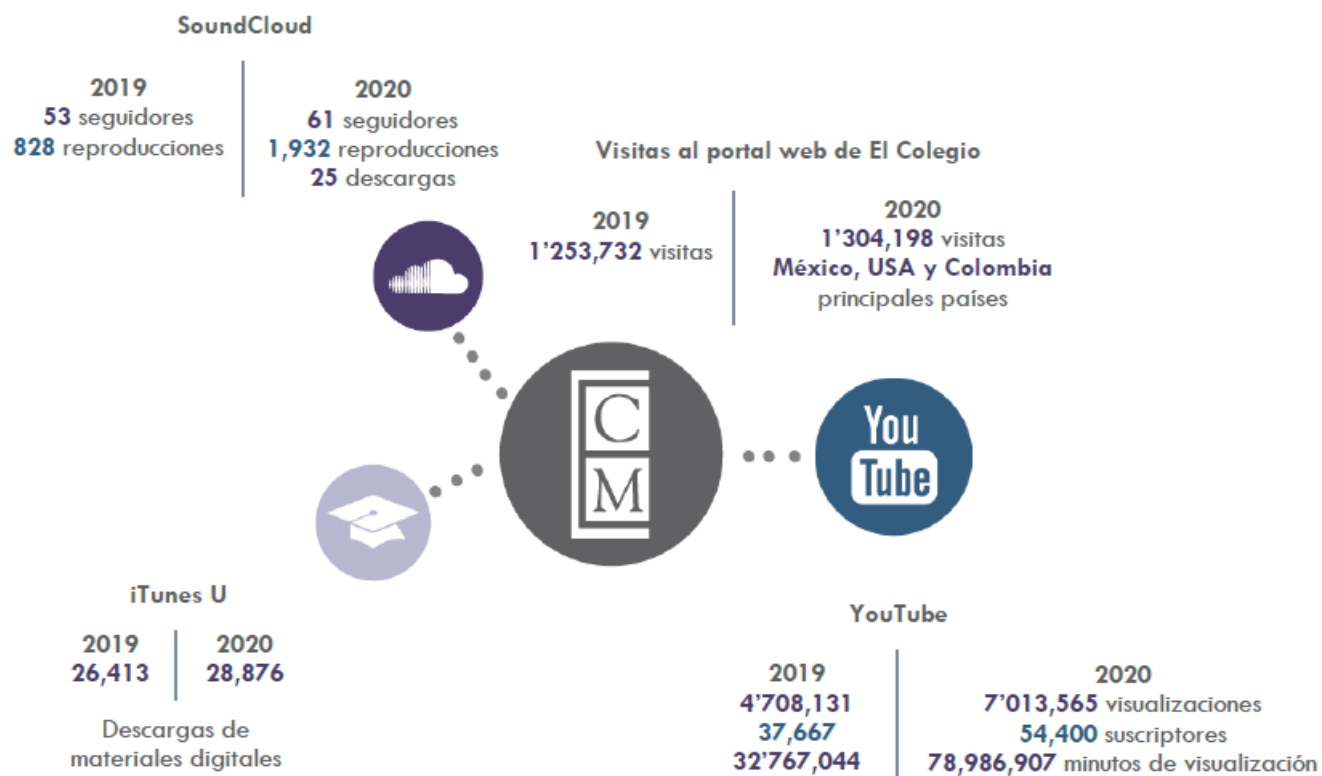 SoundCloud
2019
53 seguidores
828 reproducciones
2020
61 seguidores
1,932 reproducciones
25 descargas
Visitas al portal web de El Colegio
2019
1'253,732 visitas
2020
1'304,198 visitas
México, USA y Colombia
principales países
C
M
You
Tube
iTunes U
2019
26,413
2020
28,876
Descargas de
materiales digitales
YouTube
2019
4'708,131
37,667
32'767,044
2020
7'013,565 visualizaciones
54,400 suscriptores
78,986,907 minutos de visualización